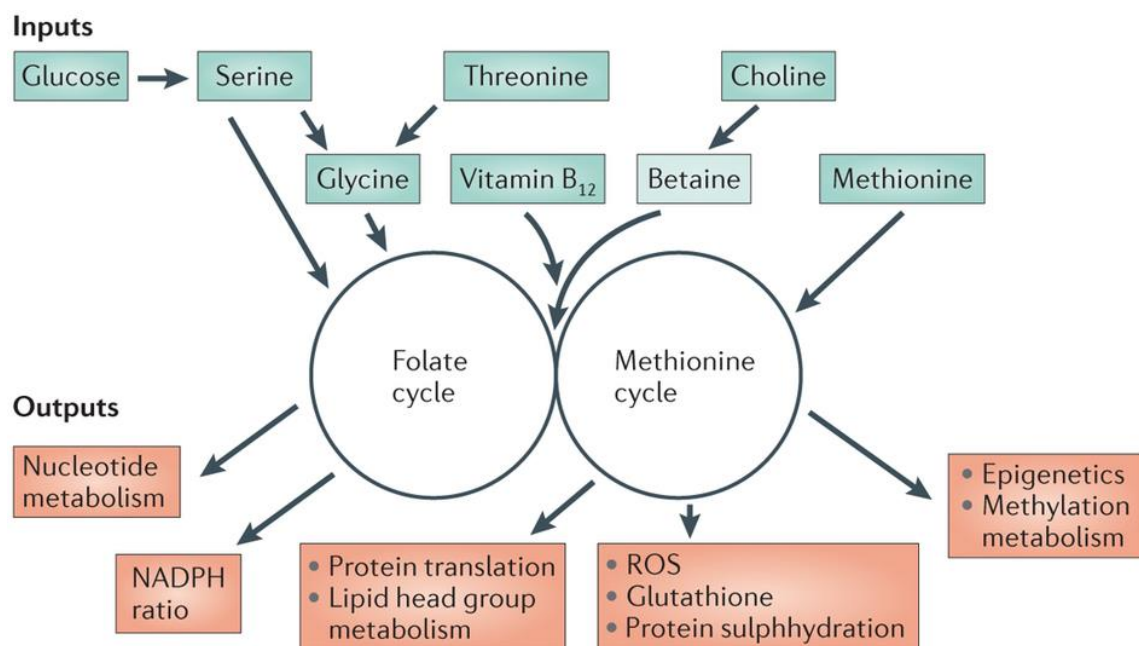 Inputs
Glucose
Serine
Threonine
Choline
Glycine
Vitamin B12
Betaine
Methionine
Folate
cycle
Methionine
cycle
Outputs
Nucleotide
metabolism
NADPH
ratio
• Protein translation
• Lipid head group
metabolism
• ROS
• Glutathione
• Protein sulphhydration
• Epigenetics
• Methylation
metabolism